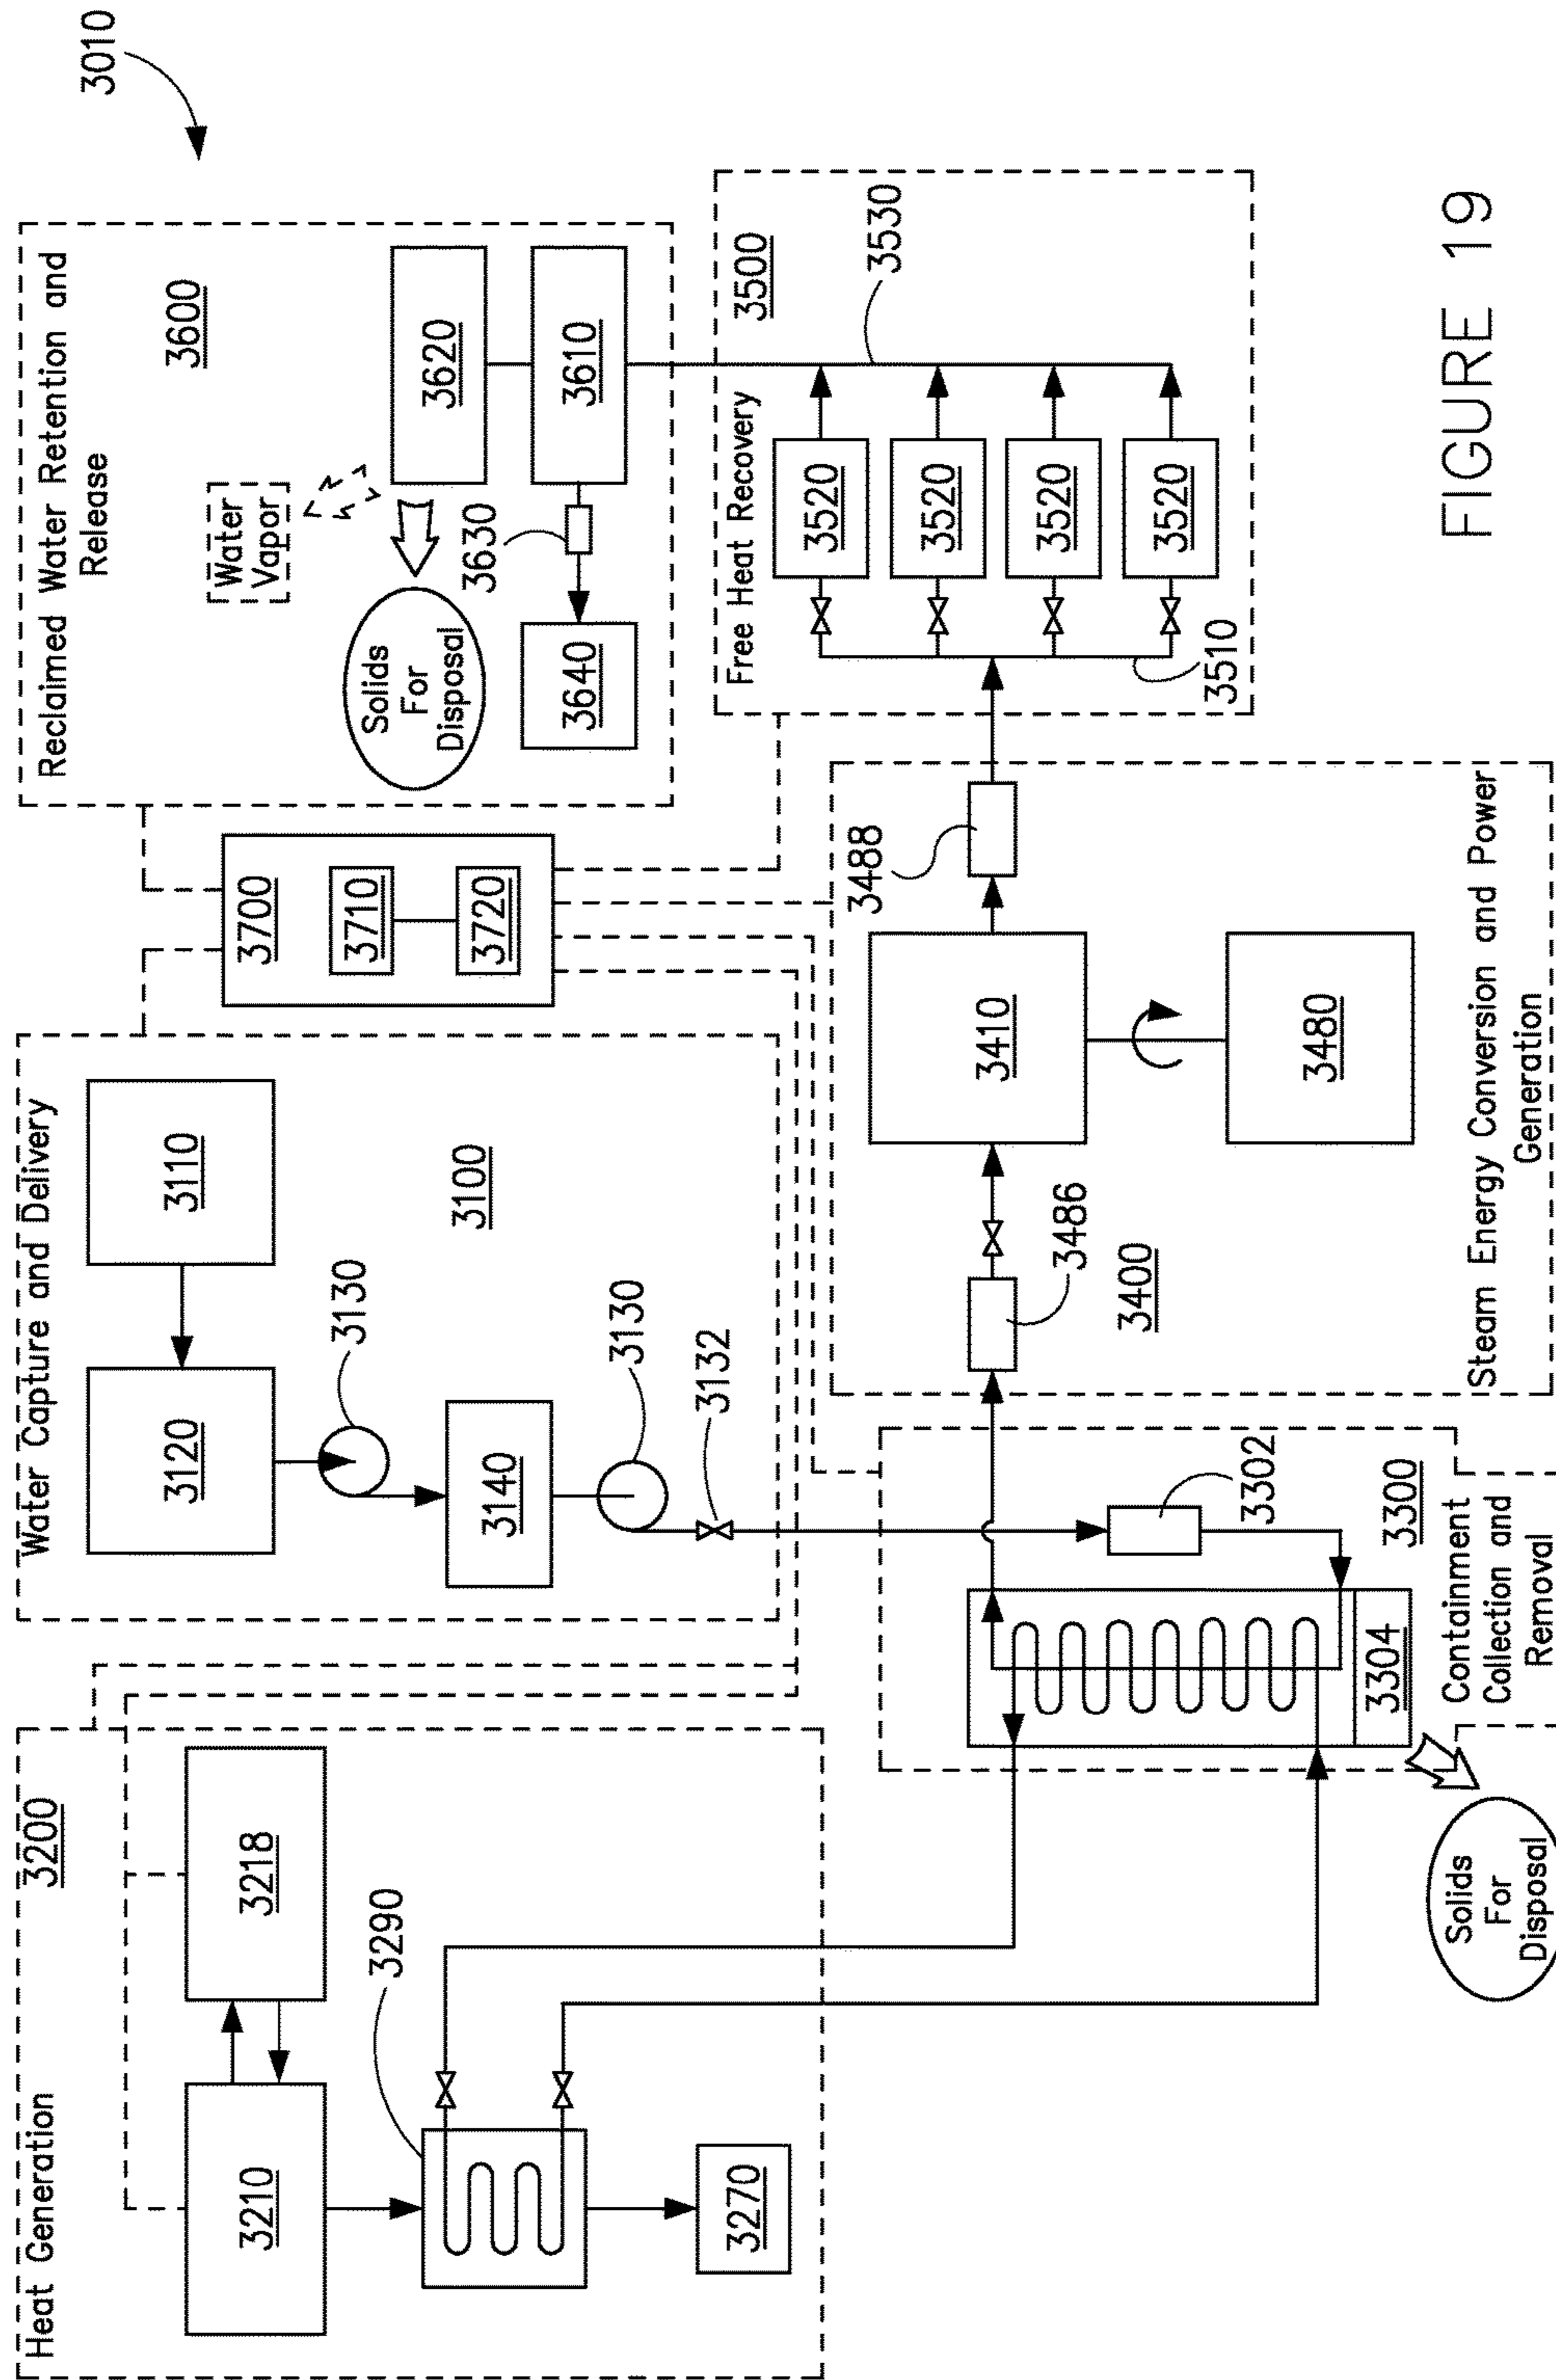 3010
Heat Generation
3200
3210
3218
3290
3270
Water Capture and Delivery
3110
3120
3130
3140
3100
3130
3132
3700
3710
3720
Reclaimed Water Retention and
Release
3600
Water
Vapor
3620
Solids
For
Disposal
3630
3610
3640
3304
3302
3300
Containment
Collection and
Removal
Solids
For
Disposal
3486
3400
3410
3488
3480
Steam Energy Conversion and Power
Generation
Free Heat Recovery
3500
3520
3520
3520
3520
3530
3510
FIGURE 19